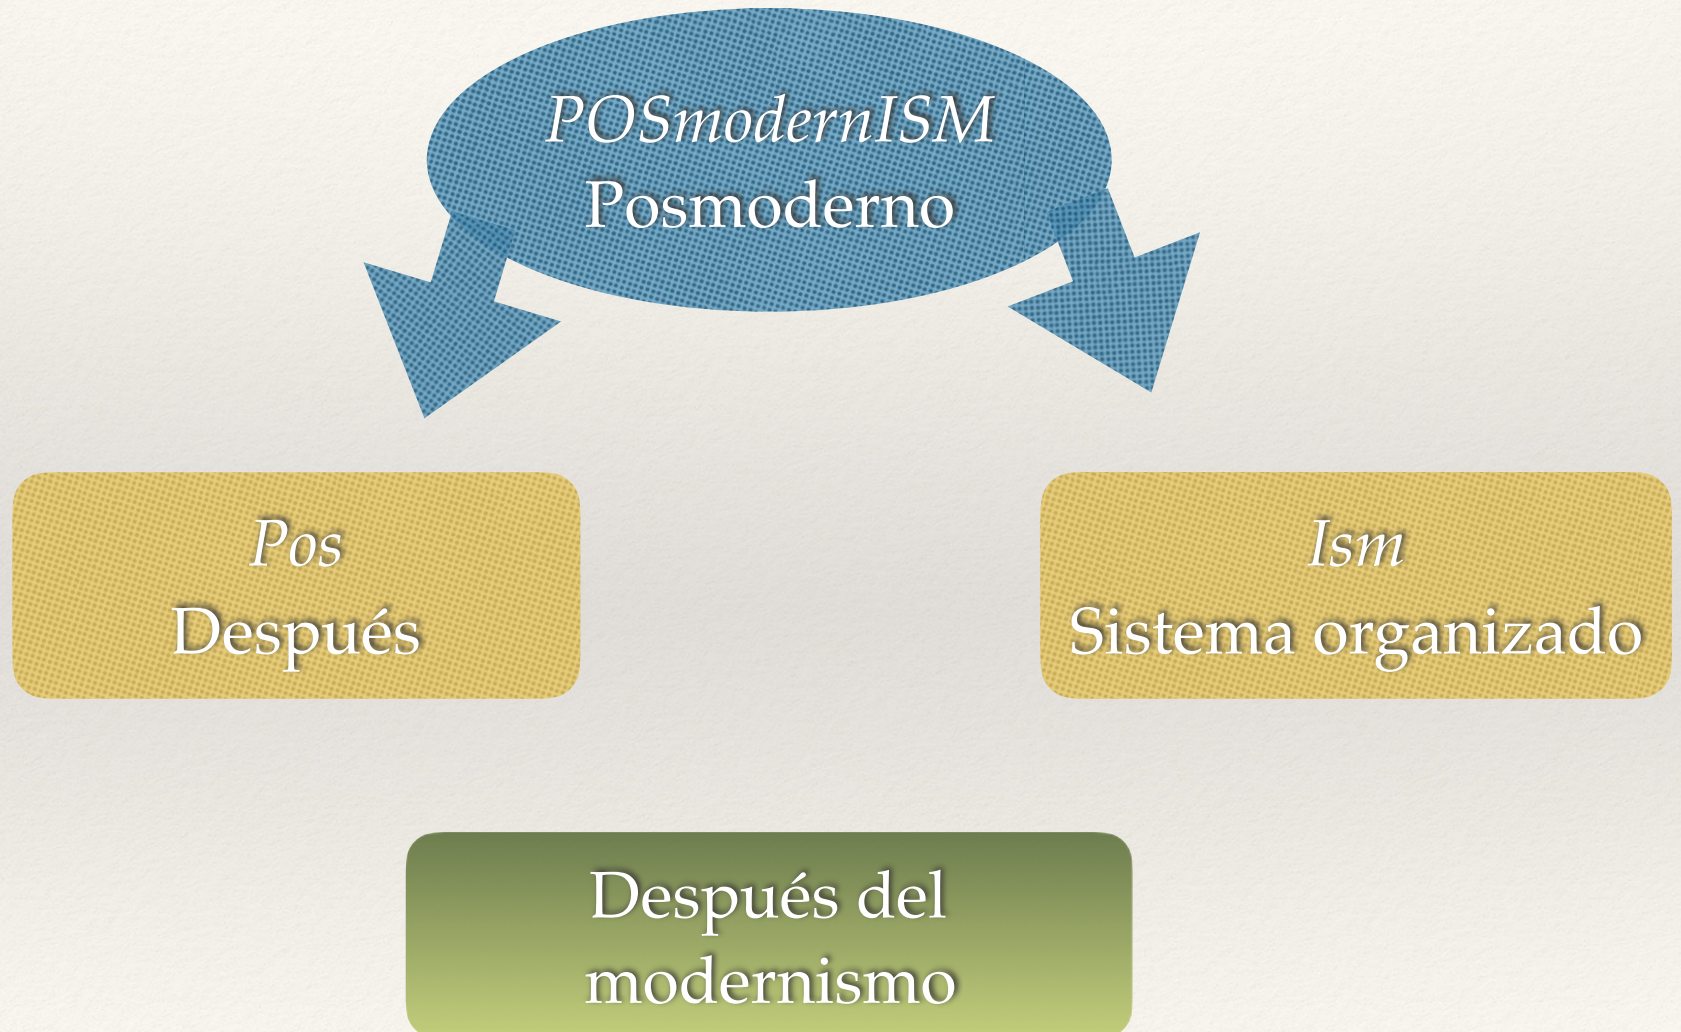 POSmodernISM
Posmoderno
Pos
Después
Ism
Sistema organizado
Después del
modernismo